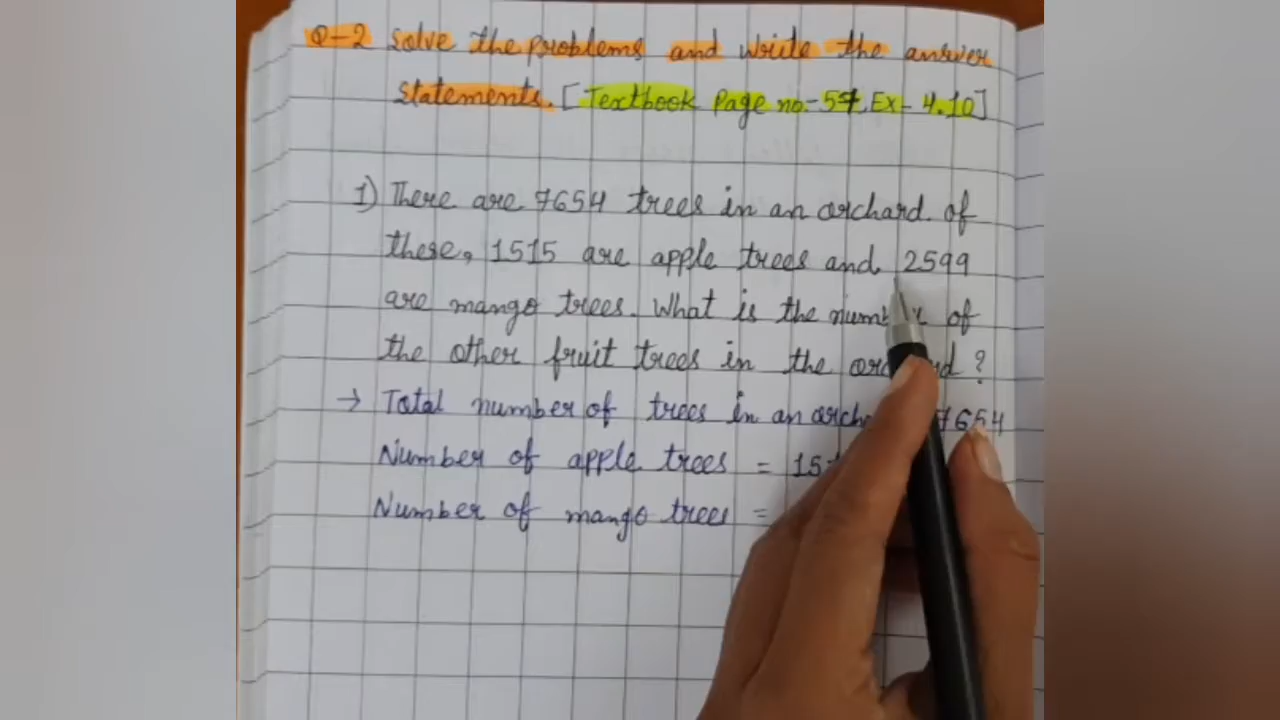 Q-2 Solve the problems and write the answer
statements. [Textbook Page no.-57, Ex- 4.10]
1) There are 7654 trees in an orchard. of
these, 1515 are apple trees and 2599
are mango trees. What is the number of
the other fruit trees in the orchard?
→ Total number of trees in an 7654
Number of apple trees =
Number of mango trees =